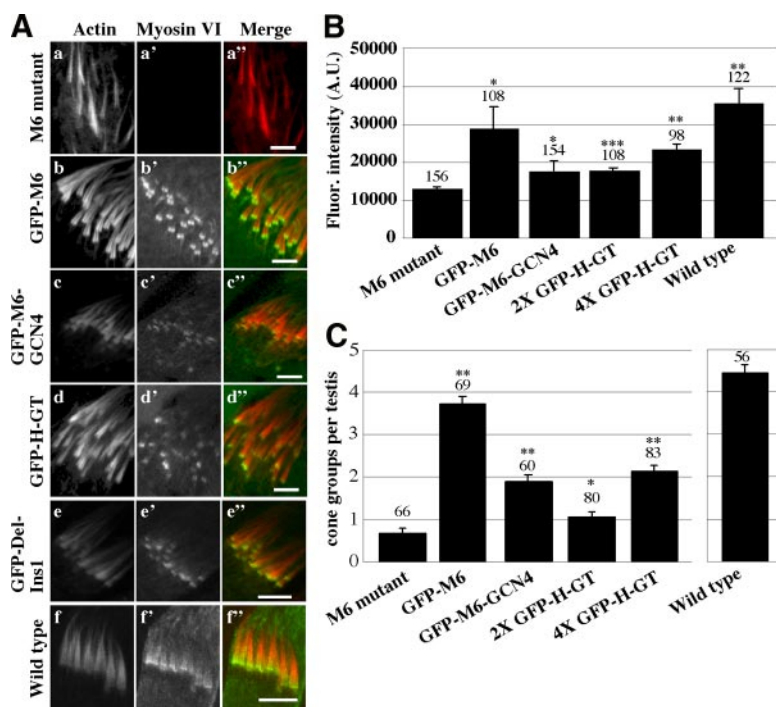 A
Actin Myosin VI Merge
M6 mutant
a a' a"
GFP-M6
b b' b"
GFP-M6-
GCN4
c c' c"
GFP-H-GT
d d' d"
GFP-Del-
Ins1
e e' e"
Wild type
f f' f"
B
Fluor. intensity (A.U.)
50000
40000
30000
20000
10000
0
156
*
108
*
154
***
108
**
98
**
122
M6 mutant
GFP-M6
GFP-M6-GCN4
2X GFP-H-GT
4X GFP-H-GT
Wild type
C
cone groups per testis
5
4
3
2
1
0
66
**
69
**
60
*
80
**
83
56
M6 mutant
GFP-M6
GFP-M6-GCN4
2X GFP-H-GT
4X GFP-H-GT
Wild type